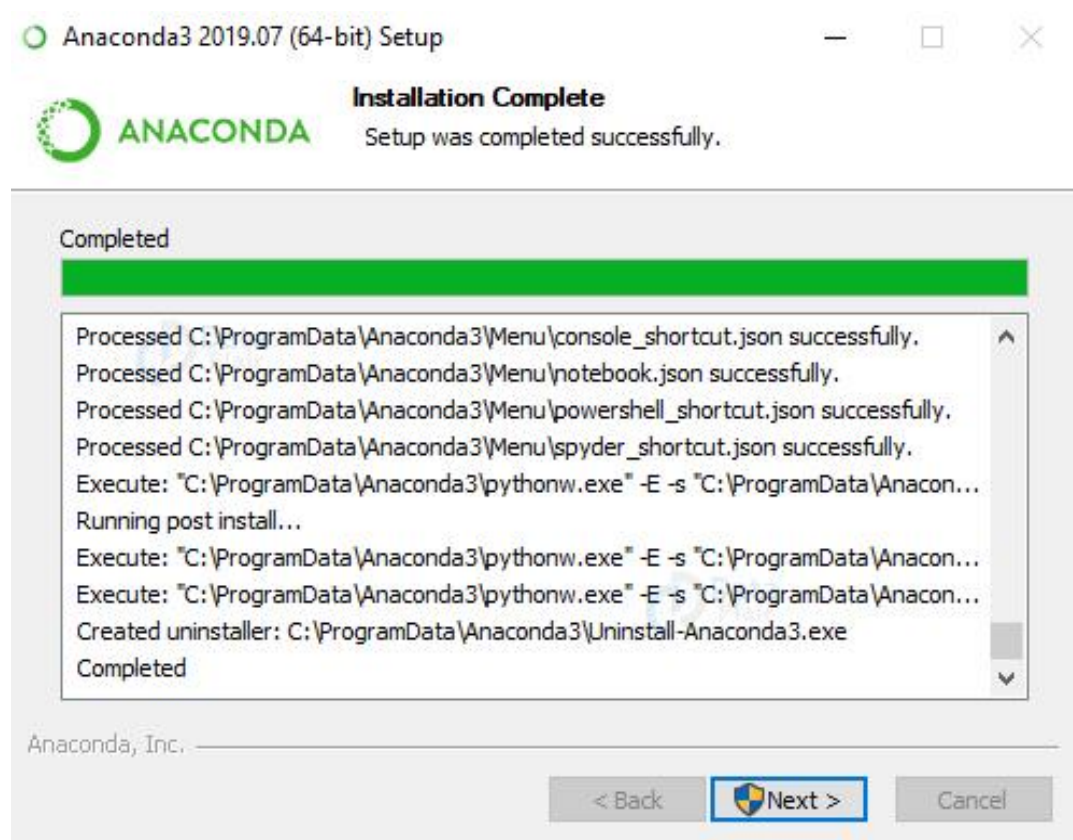 Anaconda3 2019.07 (64-bit) Setup
ANACONDA
Installation Complete
Setup was completed successfully.
Completed
Processed C:\ProgramData\Anaconda3\Menu\console_shortcut.json successfully.
Processed C:\ProgramData\Anaconda3\Menu\notebook.json successfully.
Processed C:\ProgramData\Anaconda3\Menu\powershell_shortcut.json successfully.
Processed C:\ProgramData\Anaconda3\Menu\spyder_shortcut.json successfully.
Execute: "C:\ProgramData\Anaconda3\pythonw.exe" -E -s "C:\ProgramData\Anacon...
Running post install...
Execute: "C:\ProgramData\Anaconda3\pythonw.exe" -E -s "C:\ProgramData\Anacon...
Execute: "C:\ProgramData\Anaconda3\pythonw.exe" -E -s "C:\ProgramData\Anacon...
Created uninstaller: C:\ProgramData\Anaconda3\Uninstall-Anaconda3.exe
Completed
Anaconda, Inc.
< Back Next > Cancel